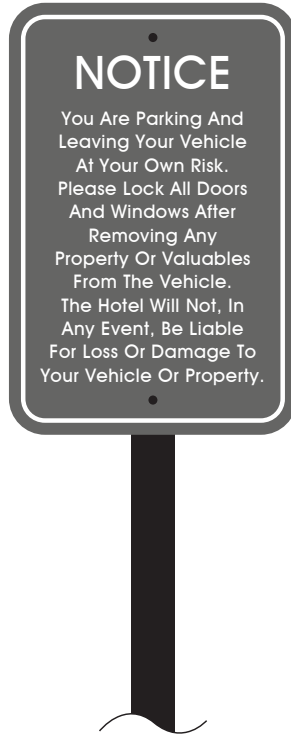 NOTICE
You Are Parking And
Leaving Your Vehicle
At Your Own Risk.
Please Lock All Doors
And Windows After
Removing Any
Property Or Valuables
From The Vehicle.
The Hotel Will Not, In
Any Event, Be Liable
For Loss Or Damage To
Your Vehicle Or Property.